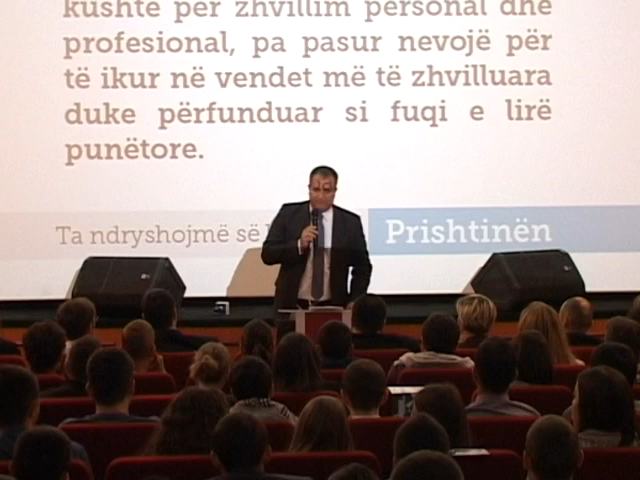 kushte për zhvillim personal dhe
profesional, pa pasur nevojë për
të ikur në vendet më të zhvilluara
duke përfunduar si fuqi e lirë
punëtore.
Ta ndryshojmë së Prishtinën